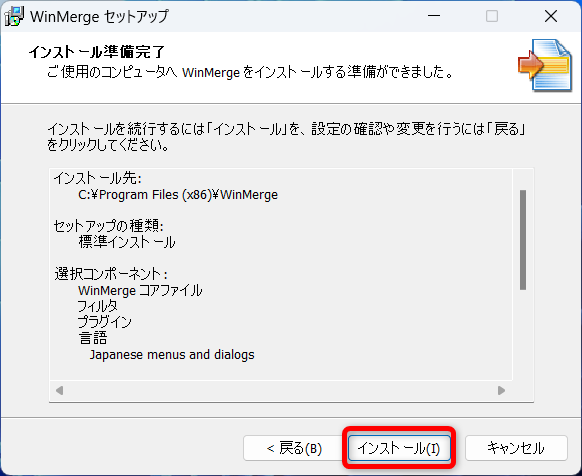 WinMerge セットアップ
インストール準備完了
ご使用のコンピュータへ WinMerge をインストールする準備ができました。
インストールを続行するには「インストール」を、設定の確認や変更を行うには「戻る」
をクリックしてください。
インストール先:
C:¥Program Files (x86)¥WinMerge
セットアップの種類:
標準インストール
選択コンポーネント:
WinMerge コアファイル
フィルタ
プラグイン
言語
Japanese menus and dialogs
< 戻る(B) インストール(I) キャンセル